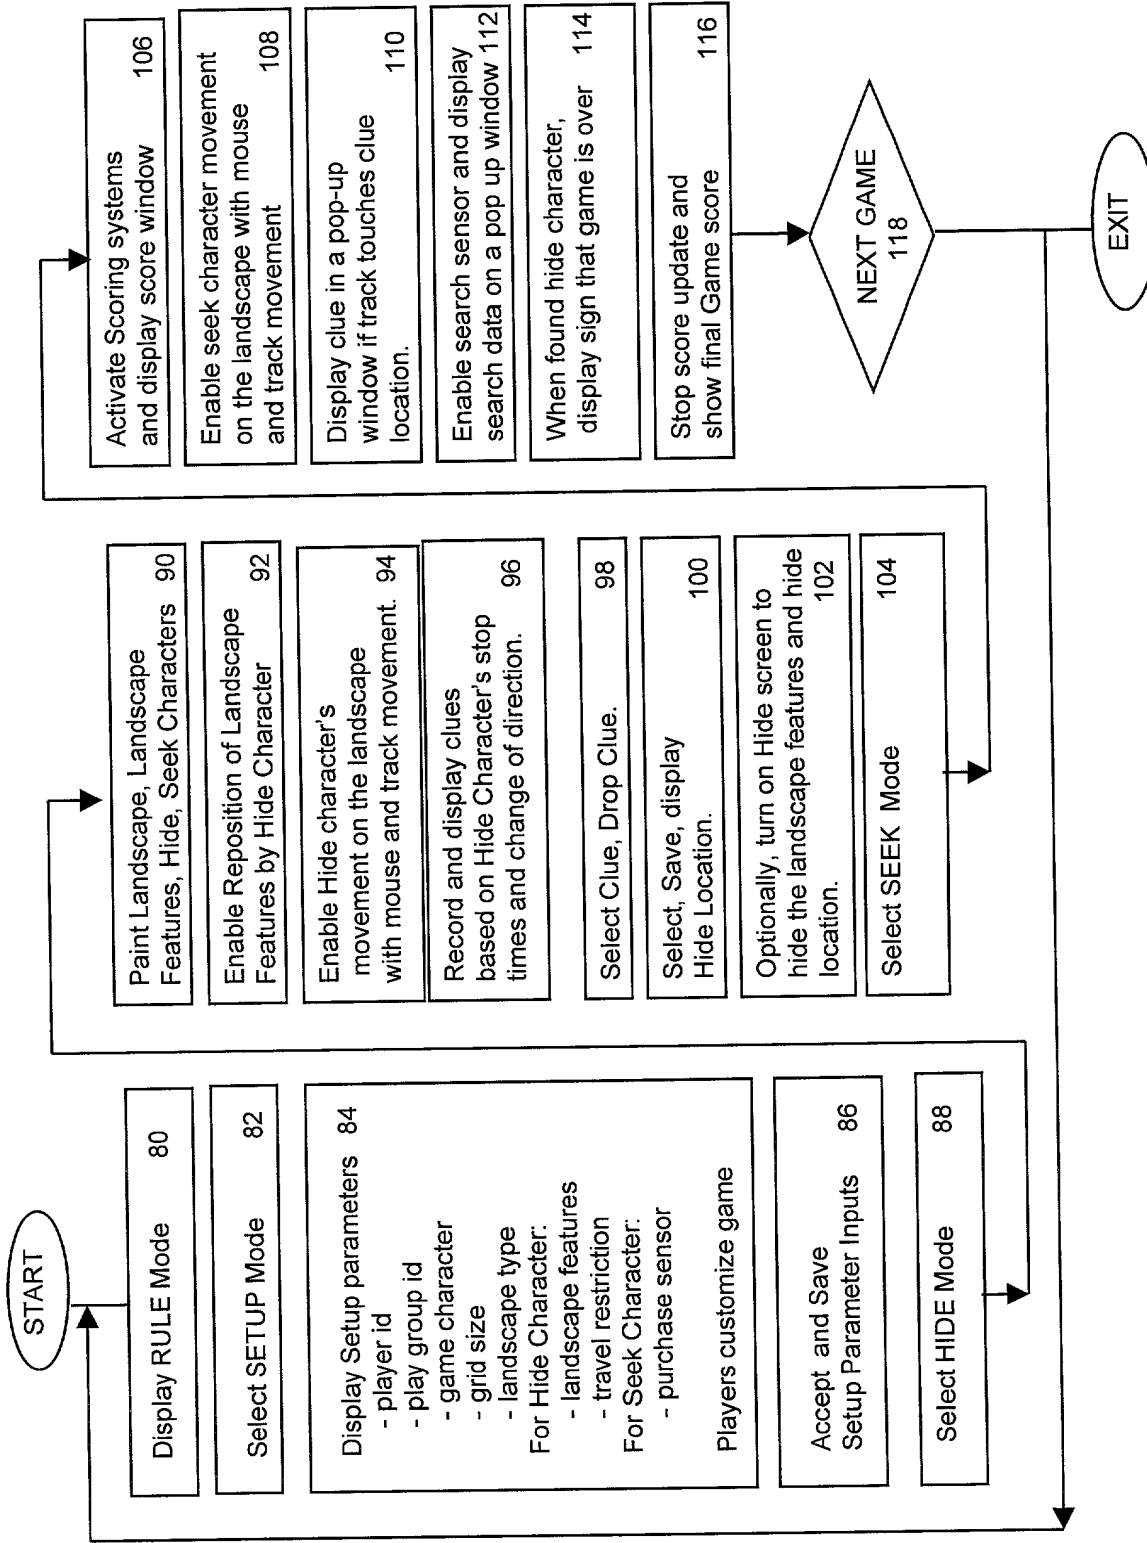 START
Display RULE Mode 80
Select SETUP Mode 82
Display Setup parameters 84
- player id
- play group id
- game character
- grid size
- landscape type
For Hide Character:
- landscape features
- travel restriction
For Seek Character:
- purchase sensor
Players customize game
Accept and Save
Setup Parameter Inputs 86
Select HIDE Mode 88
Paint Landscape, Landscape
Features, Hide, Seek Characters 90
Enable Reposition of Landscape
Features by Hide Character 92
Enable Hide character's
movement on the landscape
with mouse and track movement. 94
Record and display clues
based on Hide Character's stop
times and change of direction. 96
Select Clue, Drop Clue. 98
Select, Save, display
Hide Location. 100
Optionally, turn on Hide screen to
hide the landscape features and hide
location. 102
Select SEEK Mode 104
Activate Scoring systems
and display score window 106
Enable seek character movement
on the landscape with mouse
and track movement 108
Display clue in a pop-up
window if track touches clue
location. 110
Enable search sensor and display
search data on a pop up window 112
When found hide character,
display sign that game is over 114
Stop score update and
show final Game score 116
NEXT GAME
118
EXIT